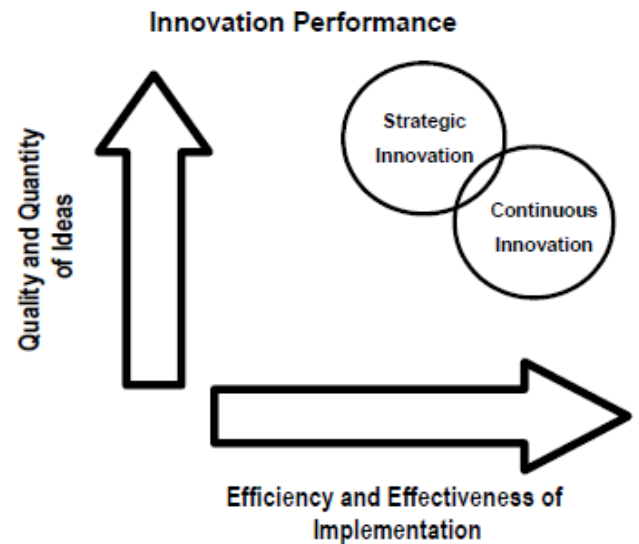 Innovation Performance
Quality and Quantity
of Ideas
Strategic
Innovation
Continuous
Innovation
Efficiency and Effectiveness of
Implementation